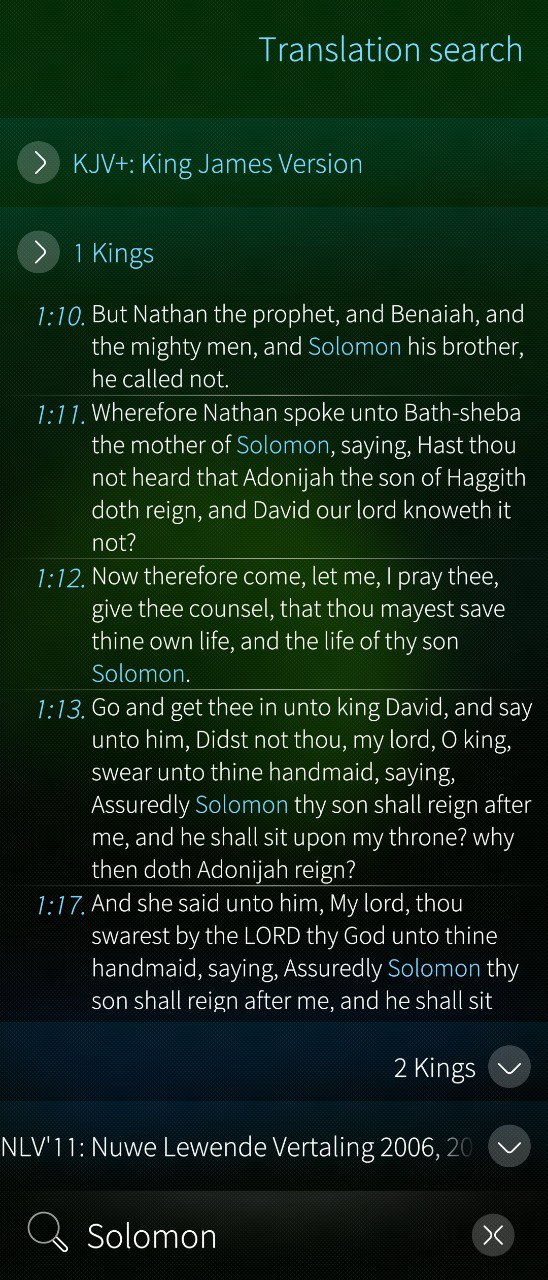 Translation search
KJV+: King James Version
1 Kings
1:10. But Nathan the prophet, and Benaiah, and
the mighty men, and Solomon his brother,
he called not.
1:11. Wherefore Nathan spoke unto Bath-sheba
the mother of Solomon, saying, Hast thou
not heard that Adonijah the son of Haggith
doth reign, and David our lord knoweth it
not?
1:12. Now therefore come, let me, I pray thee,
give thee counsel, that thou mayest save
thine own life, and the life of thy son
Solomon.
1:13. Go and get thee in unto king David, and say
unto him, Didst not thou, my lord, O king,
swear unto thine handmaid, saying,
Assuredly Solomon thy son shall reign after
me, and he shall sit upon my throne? why
then doth Adonijah reign?
1:17. And she said unto him, My lord, thou
swarest by the LORD thy God unto thine
handmaid, saying, Assuredly Solomon thy
son shall reign after me, and he shall sit
2 Kings
NLV'11: Nuwe Lewende Vertaling 2006, 20
Solomon